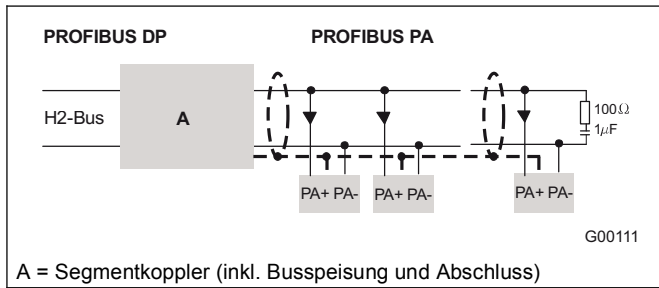 PROFIBUS DP PROFIBUS PA
H2-Bus A
100Ω
1μF
PA+ PA- PA+ PA- PA+ PA-
G00111
A = Segmentkoppler (inkl. Busspeisung und Abschluss)